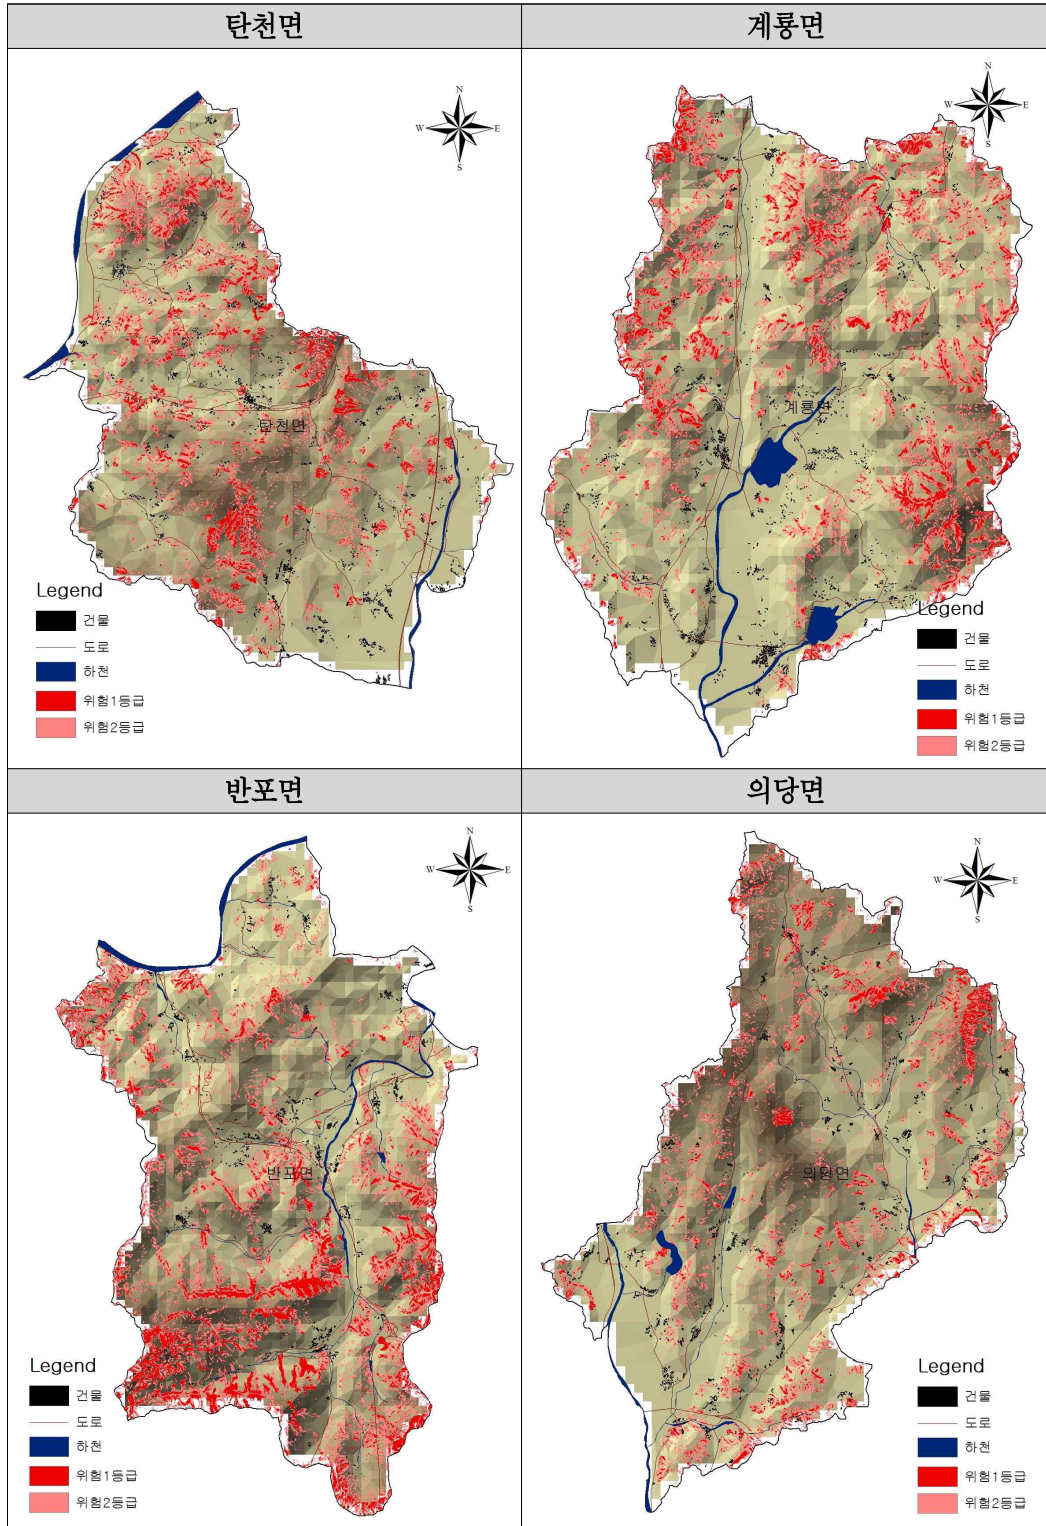 탄천면
계룡면
N
W E
S
탄천면
Legend
건물
도로
하천
위험1등급
위험2등급
N
W E
S
계룡면
Legend
건물
도로
하천
위험1등급
위험2등급
반포면
의당면
N
W E
S
반포면
Legend
건물
도로
하천
위험1등급
위험2등급
N
W E
S
의당면
Legend
건물
도로
하천
위험1등급
위험2등급